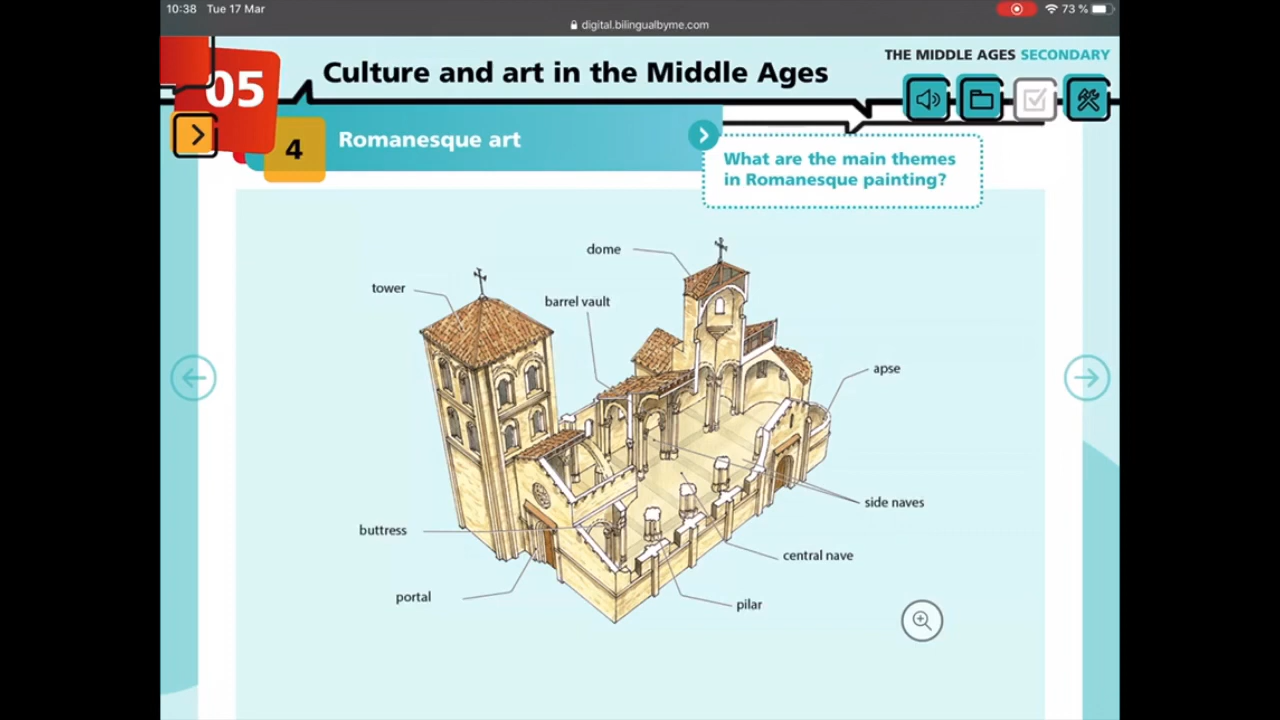 10:38 Tue 17 Mar
73 %
digital.bilingualbyme.com
THE MIDDLE AGES SECONDARY
05
Culture and art in the Middle Ages
4
Romanesque art
What are the main themes
in Romanesque painting?
dome
tower
barrel vault
apse
side naves
buttress
central nave
portal
pilar